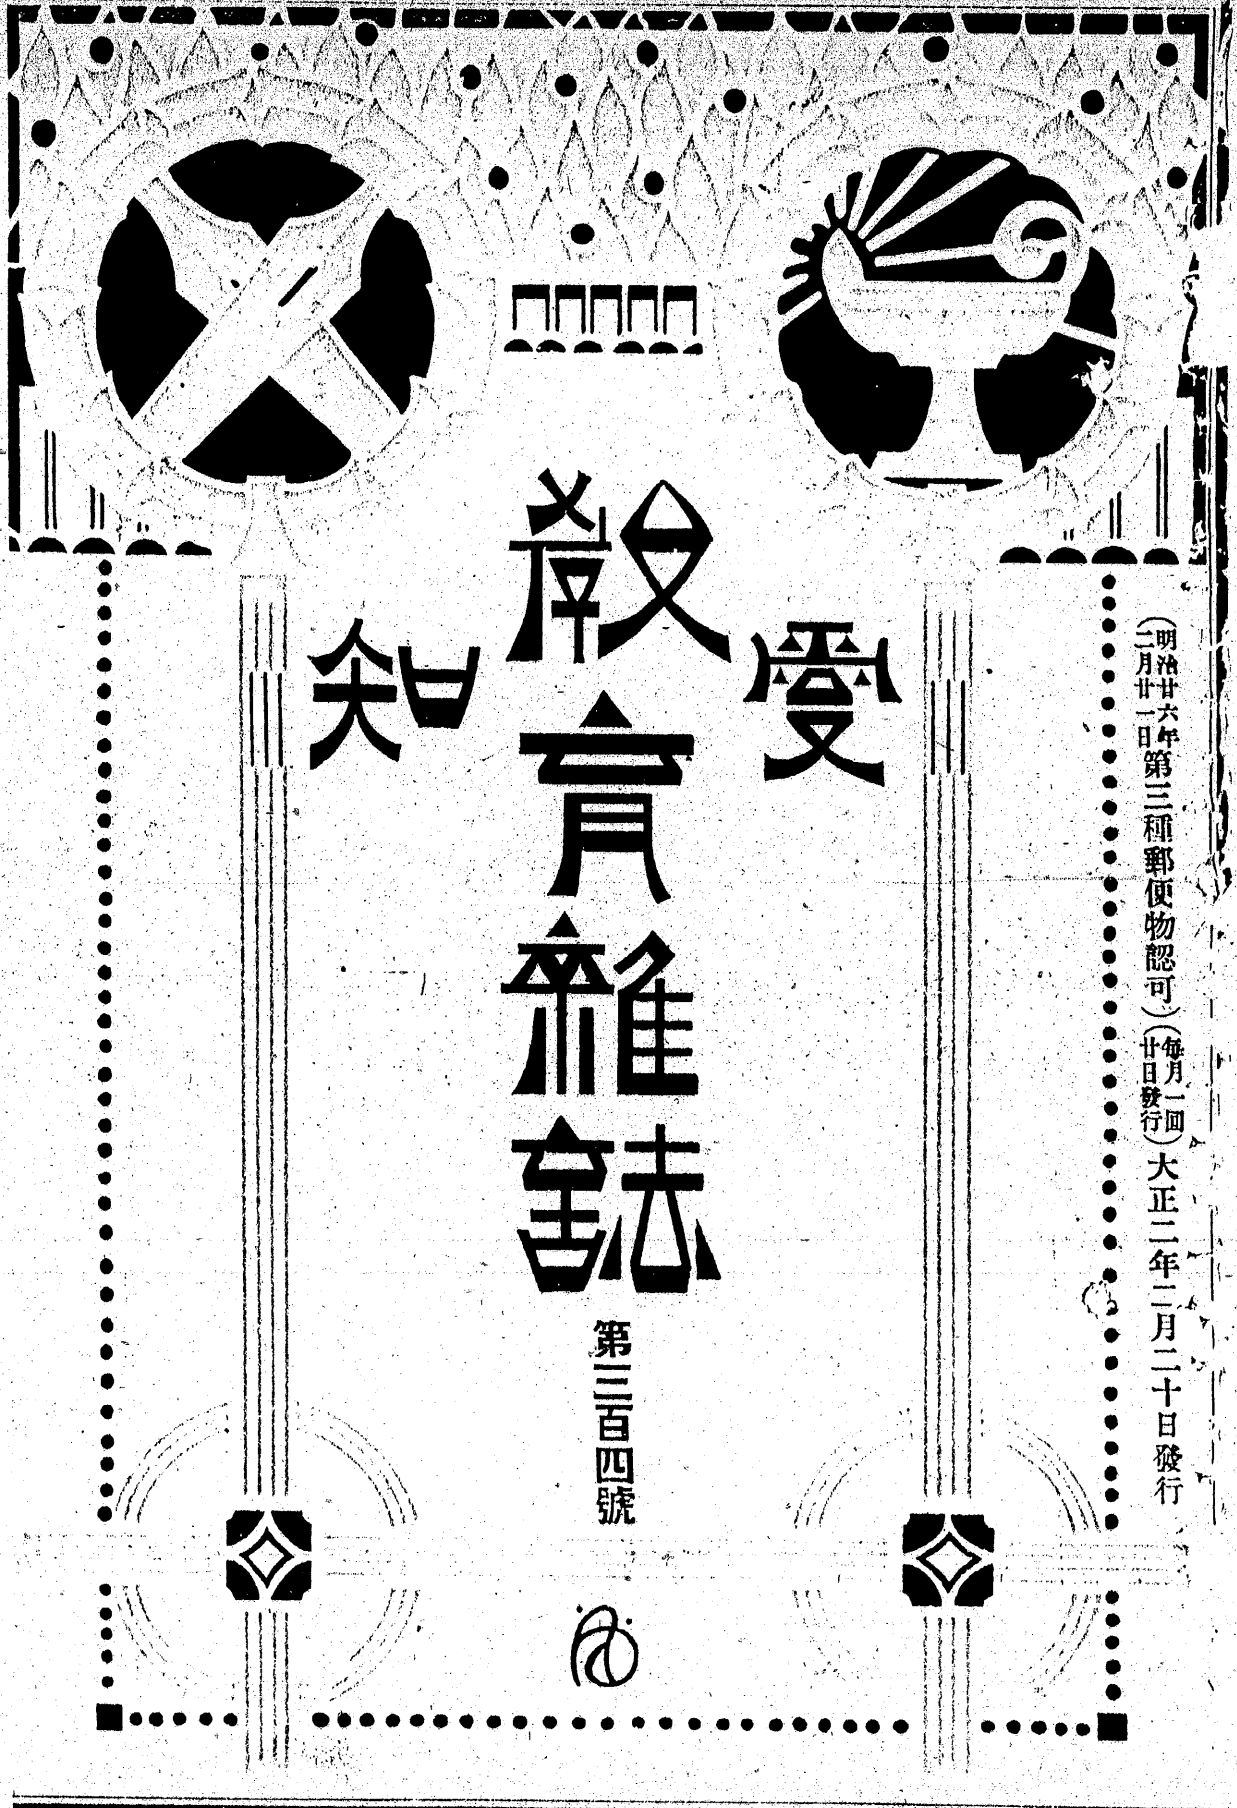 (明治廿六年二月廿一日第三種郵便物認可)(毎月一回廿日發行)大正二年二月二十日發行
愛知
教育雜誌
第三百四號